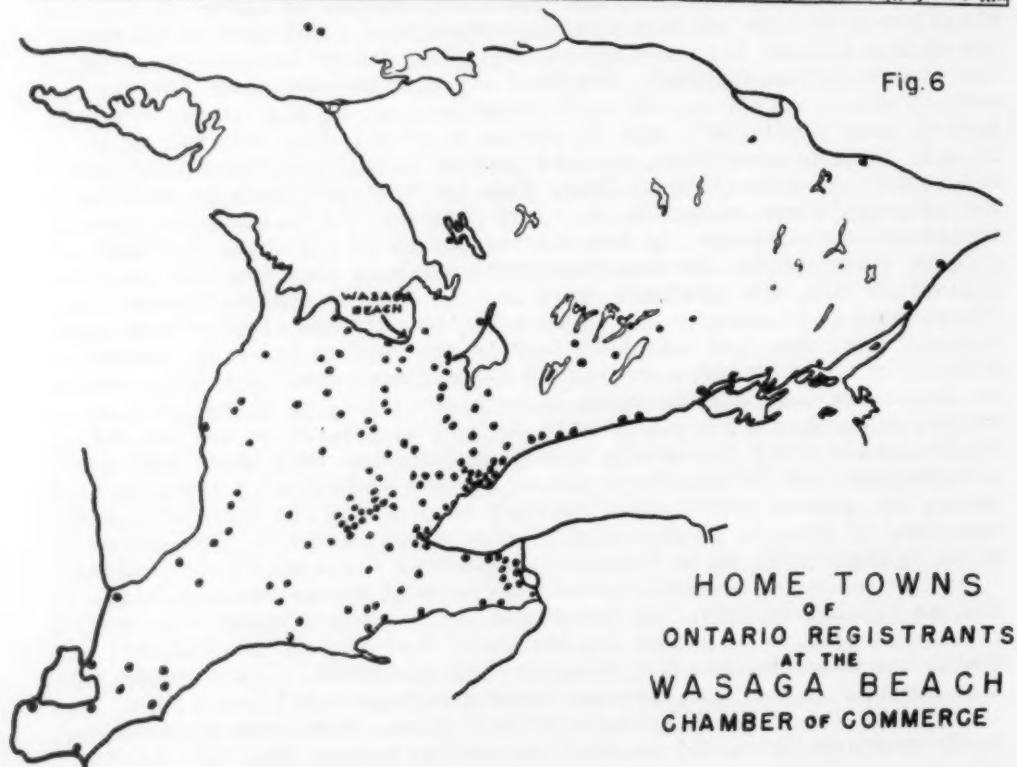 Fig. 6
WASAGA
BEACH
HOME TOWNS
OF
ONTARIO REGISTRANTS
AT THE
WASAGA BEACH
CHAMBER OF COMMERCE